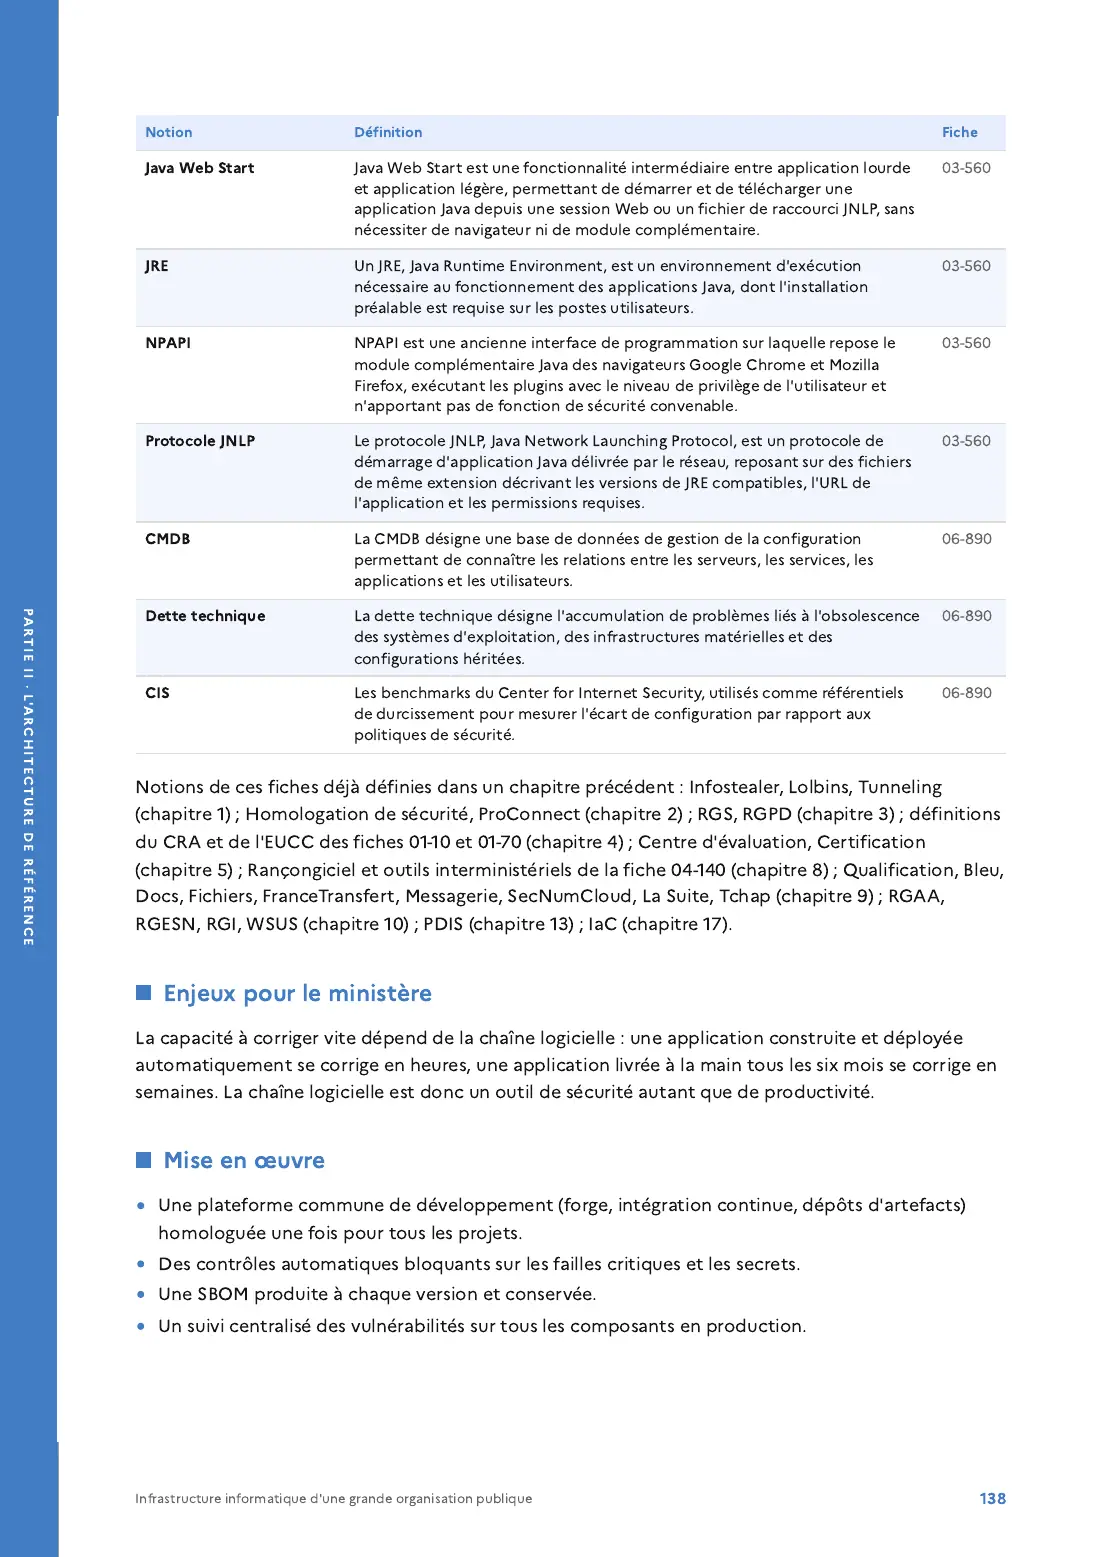 Notion Définition Fiche
Java Web Start Java Web Start est une fonctionnalité intermédiaire entre application lourde 03-560
et application légère, permettant de démarrer et de télécharger une
application Java depuis une session Web ou un fichier de raccourci JNLP, sans
nécessiter de navigateur ni de module complémentaire.
JRE Un JRE, Java Runtime Environment, est un environnement d'exécution 03-560
nécessaire au fonctionnement des applications Java, dont l'installation
préalable est requise sur les postes utilisateurs.
NPAPI NPAPI est une ancienne interface de programmation sur laquelle repose le 03-560
module complémentaire Java des navigateurs Google Chrome et Mozilla
Firefox, exécutant les plugins avec le niveau de privilège de l'utilisateur et
n'apportant pas de fonction de sécurité convenable.
Protocole JNLP Le protocole JNLP, Java Network Launching Protocol, est un protocole de 03-560
démarrage d'application Java délivrée par le réseau, reposant sur des fichiers
de même extension décrivant les versions de JRE compatibles, l'URL de
l'application et les permissions requises.
CMDB La CMDB désigne une base de données de gestion de la configuration 06-890
permettant de connaître les relations entre les serveurs, les services, les
applications et les utilisateurs.
Dette technique La dette technique désigne l'accumulation de problèmes liés à l'obsolescence 06-890
des systèmes d'exploitation, des infrastructures matérielles et des
configurations héritées.
CIS Les benchmarks du Center for Internet Security, utilisés comme référentiels 06-890
de durcissement pour mesurer l'écart de configuration par rapport aux
politiques de sécurité.
Notions de ces fiches déjà définies dans un chapitre précédent : Infostealer, Lolbins, Tunneling
(chapitre 1) ; Homologation de sécurité, ProConnect (chapitre 2) ; RGS, RGPD (chapitre 3) ; définitions
du CRA et de l'EUCC des fiches 01-10 et 01-70 (chapitre 4) ; Centre d'évaluation, Certification
(chapitre 5) ; Rançongiciel et outils interministériels de la fiche 04-140 (chapitre 8) ; Qualification, Bleu,
Docs, Fichiers, FranceTransfert, Messagerie, SecNumCloud, La Suite, Tchap (chapitre 9) ; RGAA,
RGESN, RGI, WSUS (chapitre 10) ; PDIS (chapitre 13) ; IaC (chapitre 17).
Enjeux pour le ministère
La capacité à corriger vite dépend de la chaîne logicielle : une application construite et déployée
automatiquement se corrige en heures, une application livrée à la main tous les six mois se corrige en
semaines. La chaîne logicielle est donc un outil de sécurité autant que de productivité.
Mise en œuvre
• Une plateforme commune de développement (forge, intégration continue, dépôts d'artefacts)
homologuée une fois pour tous les projets.
• Des contrôles automatiques bloquants sur les failles critiques et les secrets.
• Une SBOM produite à chaque version et conservée.
• Un suivi centralisé des vulnérabilités sur tous les composants en production.
PARTIE II · L'ARCHITECTURE DE RÉFÉRENCE
Infrastructure informatique d'une grande organisation publique 138